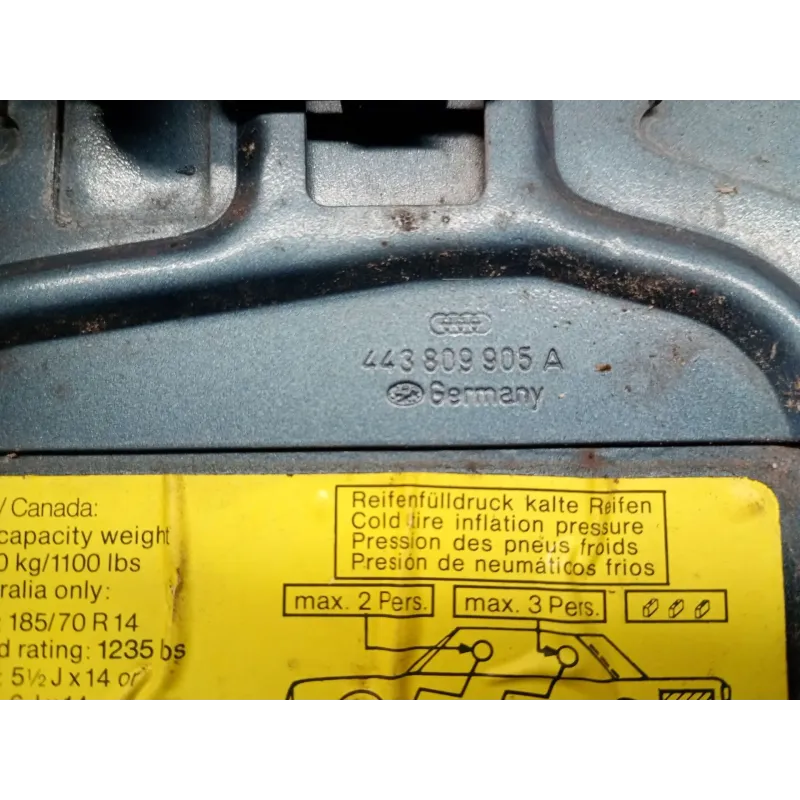 443 809 905 A
Germany
/ Canada:
capacity weight
0 kg/1100 lbs
ralia only:
: 185/70 R 14
d rating: 1235 lbs
: 5½ J x 14 or
Reifenfülldruck kalte Reifen
Cold tire inflation pressure
Pression des pneus froids
Presión de neumáticos frios
max. 2 Pers.
max. 3 Pers.